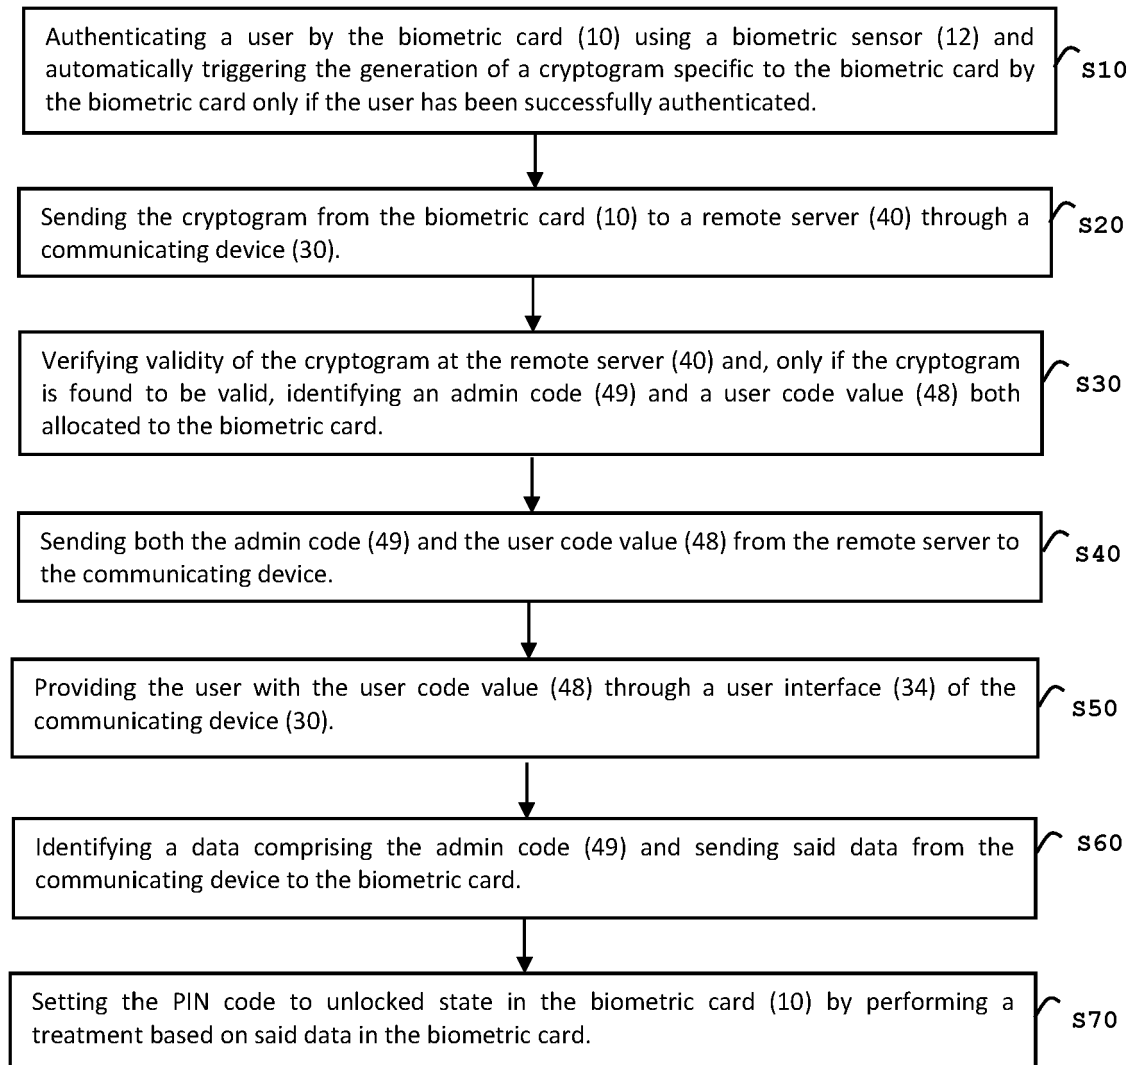 Authenticating a user by the biometric card (10) using a biometric sensor (12) and
automatically triggering the generation of a cryptogram specific to the biometric card by
the biometric card only if the user has been successfully authenticated.
S10
Sending the cryptogram from the biometric card (10) to a remote server (40) through a
communicating device (30).
S20
Verifying validity of the cryptogram at the remote server (40) and, only if the cryptogram
is found to be valid, identifying an admin code (49) and a user code value (48) both
allocated to the biometric card.
S30
Sending both the admin code (49) and the user code value (48) from the remote server to
the communicating device.
S40
Providing the user with the user code value (48) through a user interface (34) of the
communicating device (30).
S50
Identifying a data comprising the admin code (49) and sending said data from the
communicating device to the biometric card.
S60
Setting the PIN code to unlocked state in the biometric card (10) by performing a
treatment based on said data in the biometric card.
S70